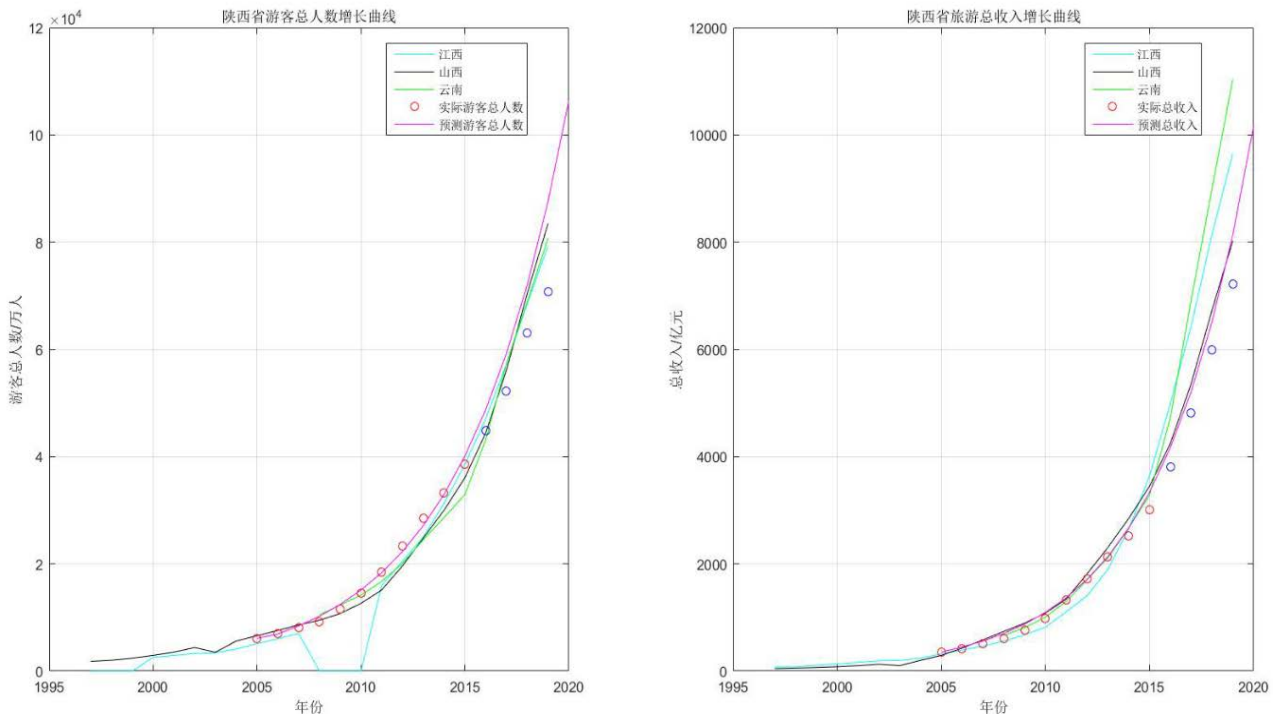 陕西省游客总人数增长曲线
×10⁴
12
10
8
6
4
2
0
1995
2000
2005
2010
2015
2020
年份
游客总人数/万人
江西
山西
云南
实际游客总人数
预测游客总人数
陕西省旅游总收入增长曲线
12000
10000
8000
6000
4000
2000
0
1995
2000
2005
2010
2015
2020
年份
总收入/亿元
江西
山西
云南
实际总收入
预测总收入